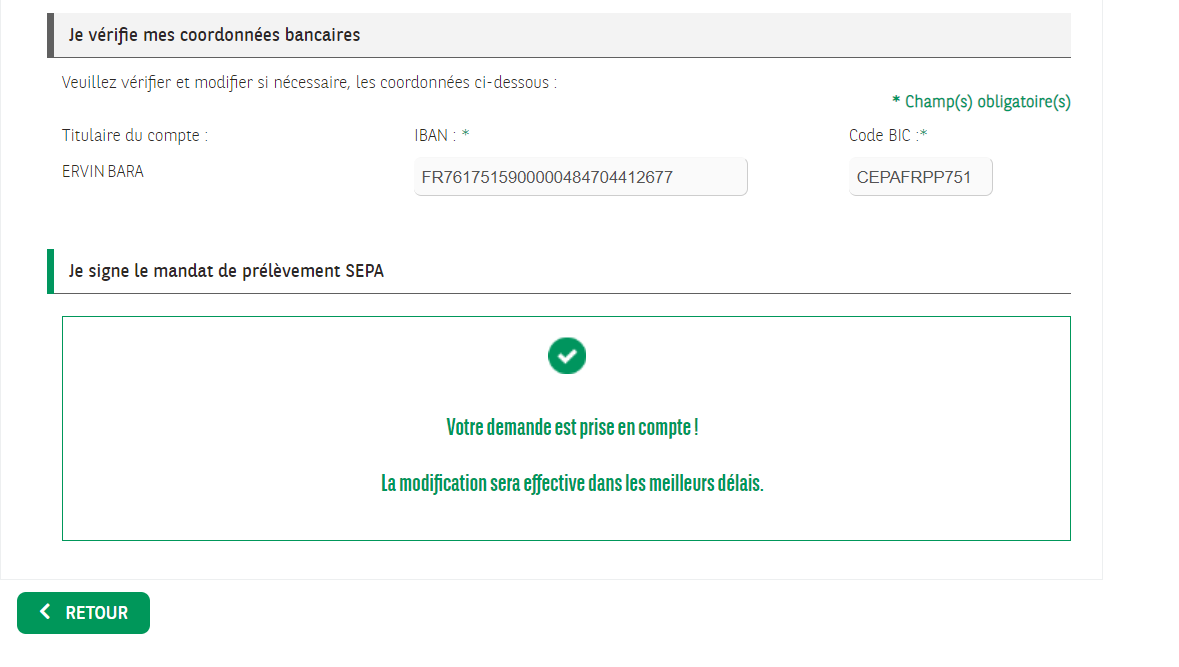 Je vérifie mes coordonnées bancaires
Veuillez vérifier et modifier si nécessaire, les coordonnées ci-dessous :
* Champ(s) obligatoire(s)
Titulaire du compte :
IBAN : *
Code BIC :*
ERVIN BARA
FR7617515900000484704412677
CEPAFRPP751
Je signe le mandat de prélèvement SEPA
Votre demande est prise en compte !
La modification sera effective dans les meilleurs délais.
RETOUR